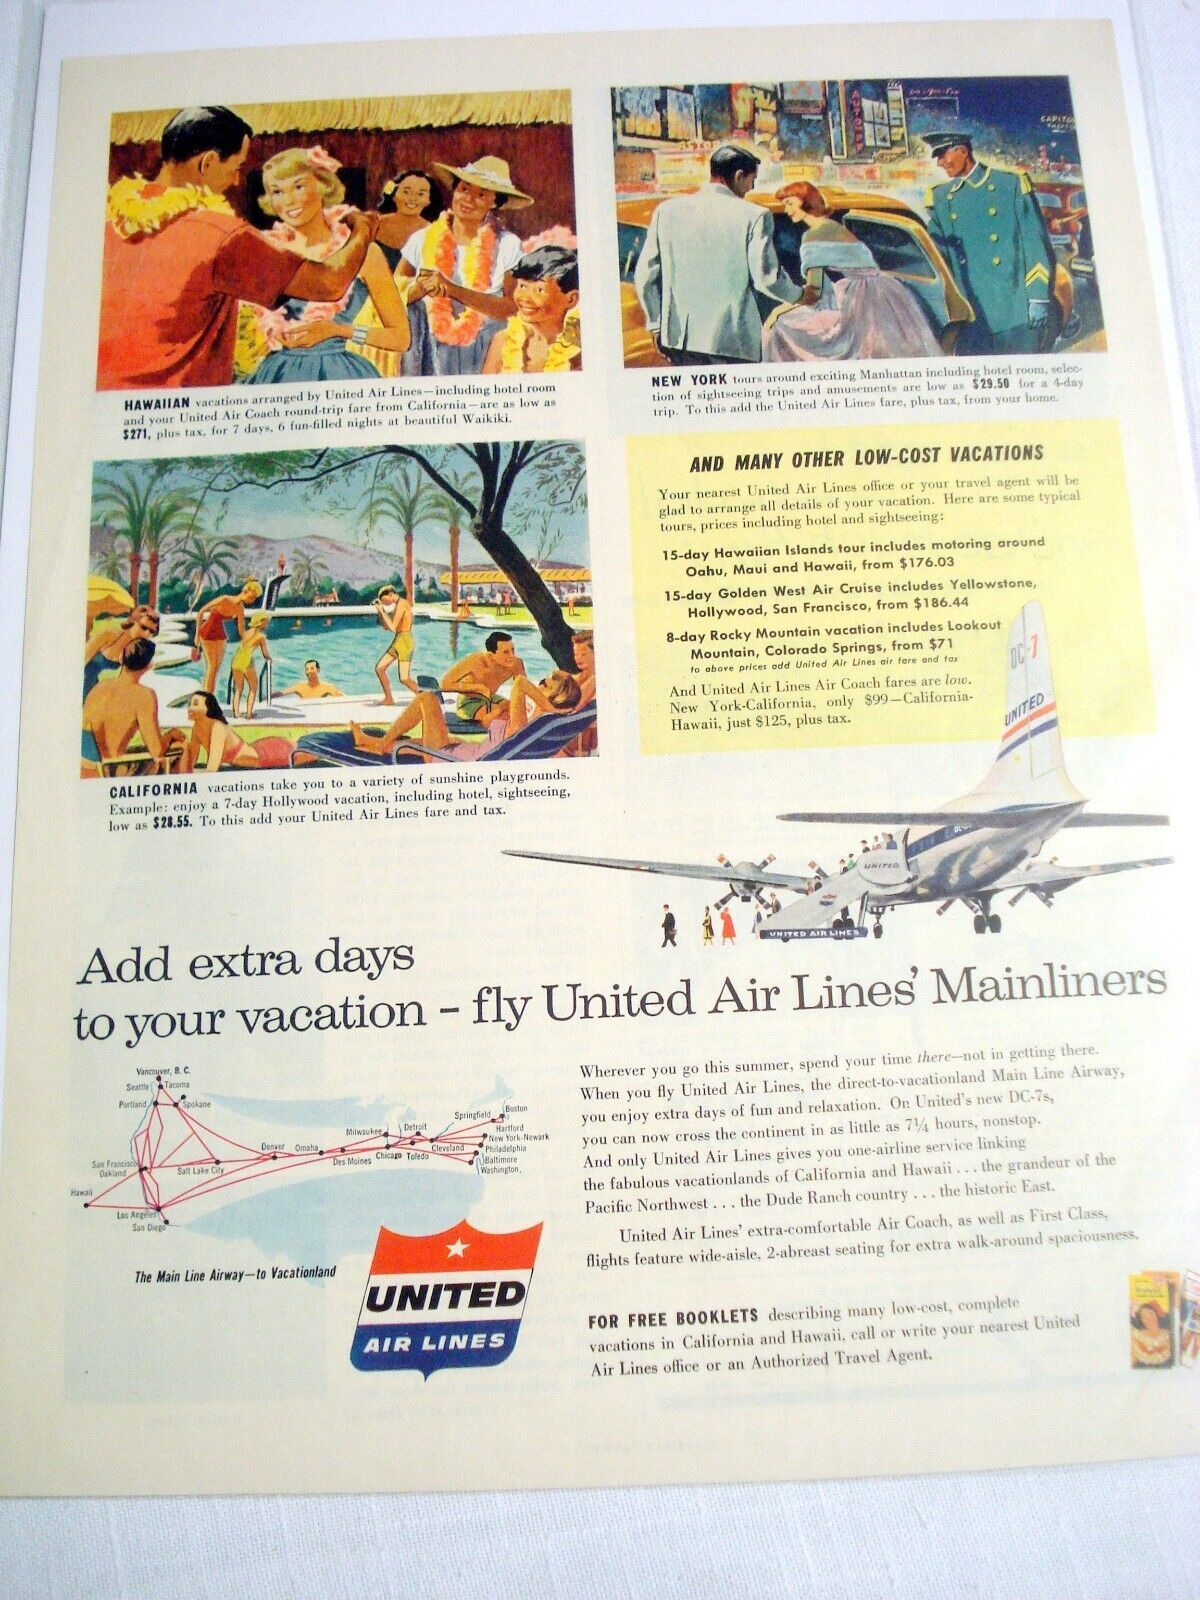 AUTOMAT
ASTOR
CAPITOL
HAWAIIAN vacations arranged by United Air Lines—including hotel room
and your United Air Coach round-trip fare from California—are as low as
$271, plus tax, for 7 days, 6 fun-filled nights at beautiful Waikiki.
NEW YORK tours around exciting Manhattan including hotel room, selec-
tion of sightseeing trips and amusements are low as $29.50 for a 4-day
trip. To this add the United Air Lines fare, plus tax, from your home.
CALIFORNIA vacations take you to a variety of sunshine playgrounds.
Example: enjoy a 7-day Hollywood vacation, including hotel, sightseeing,
low as $28.55. To this add your United Air Lines fare and tax.
AND MANY OTHER LOW-COST VACATIONS
Your nearest United Air Lines office or your travel agent will be
glad to arrange all details of your vacation. Here are some typical
tours, prices including hotel and sightseeing:
15-day Hawaiian Islands tour includes motoring around
Oahu, Maui and Hawaii, from $176.03
15-day Golden West Air Cruise includes Yellowstone,
Hollywood, San Francisco, from $186.44
8-day Rocky Mountain vacation includes Lookout
Mountain, Colorado Springs, from $71
to above prices add United Air Lines air fare and tax
And United Air Lines Air Coach fares are low.
New York-California, only $99—California-
Hawaii, just $125, plus tax.
DC-7
UNITED
UNITED
UNITED AIR LINES
Add extra days
to your vacation – fly United Air Lines' Mainliners
Vancouver, B. C.
Seattle
Tacoma
Portland
Spokane
San Francisco
Oakland
Salt Lake City
Hawaii
Los Angeles
San Diego
Denver
Omaha
Des Moines
Milwaukee
Chicago
Detroit
Toledo
Cleveland
Springfield
Boston
Hartford
New York-Newark
Philadelphia
Baltimore
Washington,
The Main Line Airway—to Vacationland
UNITED
AIR LINES
Wherever you go this summer, spend your time there—not in getting there.
When you fly United Air Lines, the direct-to-vacationland Main Line Airway,
you enjoy extra days of fun and relaxation. On United's new DC-7s,
you can now cross the continent in as little as 7¼ hours, nonstop.
And only United Air Lines gives you one-airline service linking
the fabulous vacationlands of California and Hawaii . . . the grandeur of the
Pacific Northwest . . . the Dude Ranch country . . . the historic East.
United Air Lines' extra-comfortable Air Coach, as well as First Class,
flights feature wide-aisle, 2-abreast seating for extra walk-around spaciousness.
FOR FREE BOOKLETS describing many low-cost, complete
vacations in California and Hawaii, call or write your nearest United
Air Lines office or an Authorized Travel Agent.